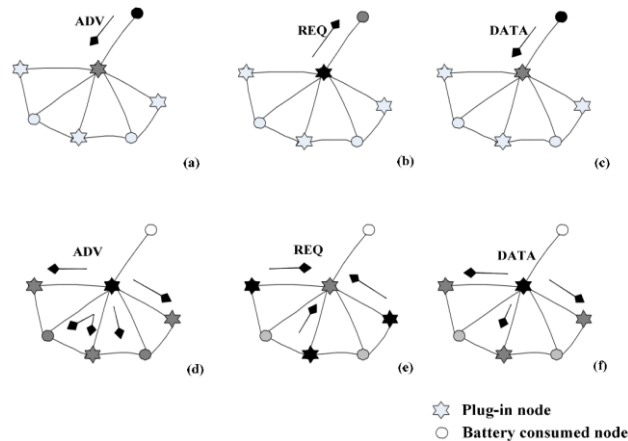 ADV
REQ
DATA
(a)
(b)
(c)
ADV
REQ
DATA
(d)
(e)
(f)
Plug-in node
Battery consumed node